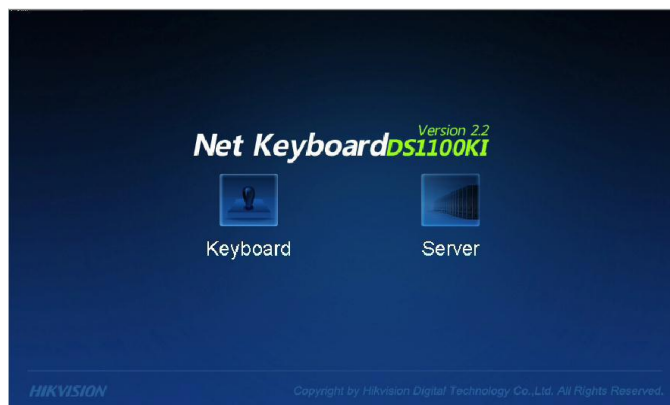 Version 2.2
Net KeyboardDS1100KI
Keyboard Server
HIKVISION Copyright by Hikvision Digital Technology Co.,Ltd. All Rights Reserved.